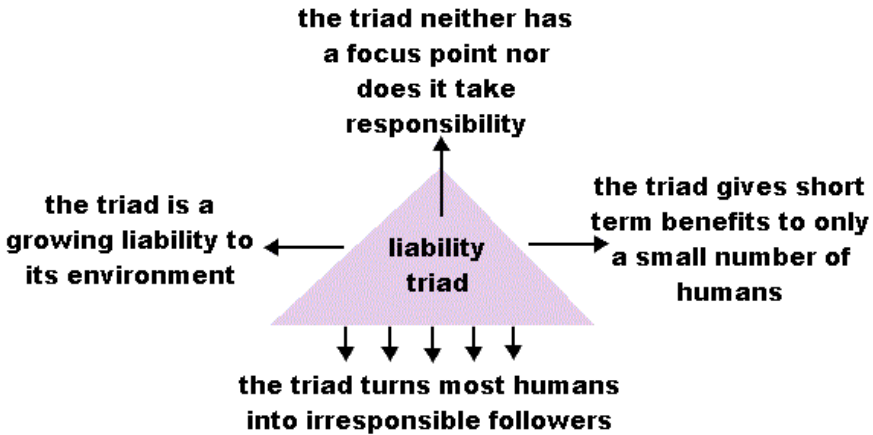 the triad neither has
a focus point nor
does it take
responsibility
the triad is a
growing liability to
its environment
liability
triad
the triad gives short
term benefits to only
a small number of
humans
the triad turns most humans
into irresponsible followers